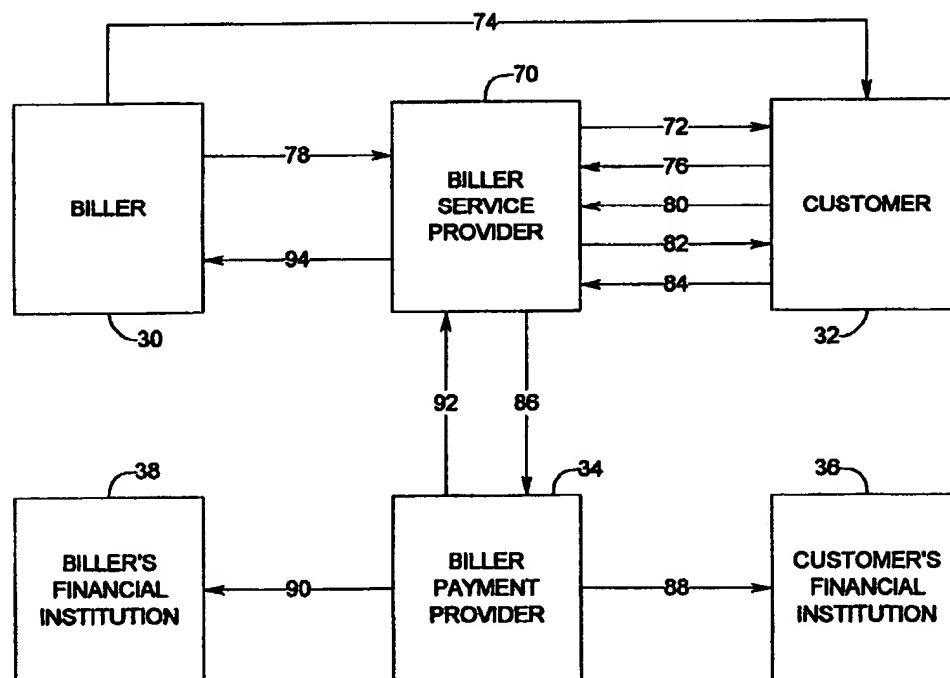 74
70
78
72
76
BILLER
BILLER
SERVICE
PROVIDER
80
CUSTOMER
94
82
84
30
32
92
86
38
34
36
BILLER'S
FINANCIAL
INSTITUTION
90
BILLER
PAYMENT
PROVIDER
88
CUSTOMER'S
FINANCIAL
INSTITUTION